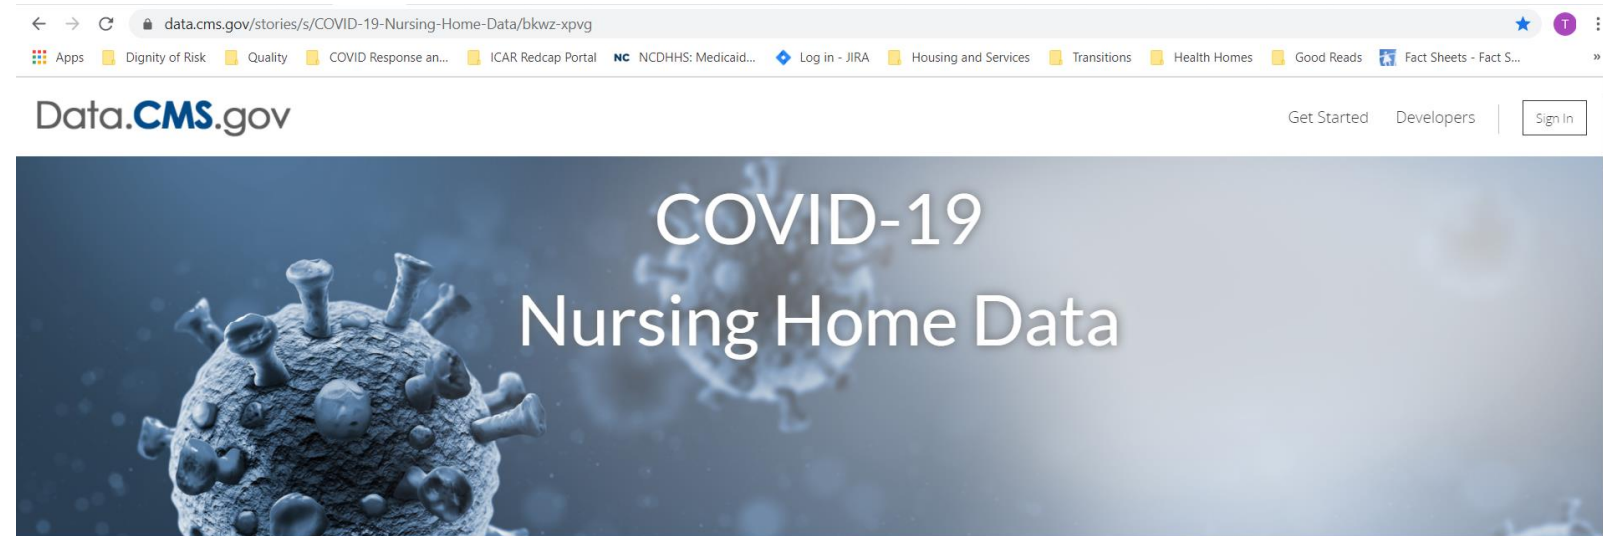 data.cms.gov/stories/s/COVID-19-Nursing-Home-Data/bkwz-xpvg T
Apps Dignity of Risk Quality COVID Response an... ICAR Redcap Portal NC NCDHHS: Medicaid... Log in - JIRA Housing and Services Transitions Health Homes Good Reads Fact Sheets - Fact S... »
Data.CMS.gov Get Started Developers Sign In
COVID-19
Nursing Home Data